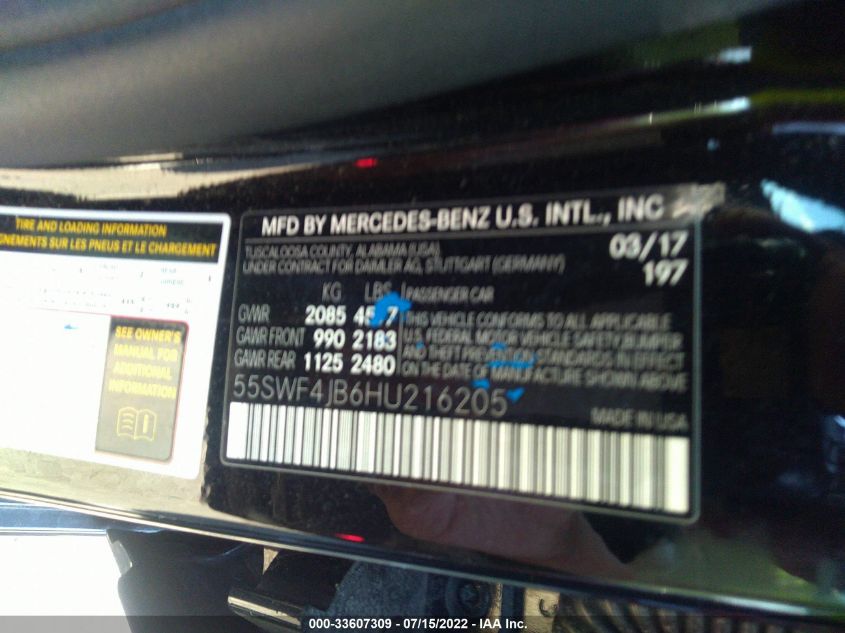 TIRE AND LOADING INFORMATION
GNEMENTS SUR LES PNEUS ET LE CHARGEMENT
SEE OWNER'S
MANUAL FOR
ADDITIONAL
INFORMATION
MFD BY MERCEDES-BENZ U.S. INTL., INC
TUSCALOOSA COUNTY, ALABAMA (USA)
03/17
UNDER CONTRACT FOR DAIMLER AG, STUTTGART (GERMANY)
197
KG LBS PASSENGER CAR
GVWR 2085 THIS VEHICLE CONFORMS TO ALL APPLICABLE
GAWR FRONT 990 2183 U.S. FEDERAL MOTOR VEHICLE SAFETY, BUMPER
GAWR REAR 1125 2480 AND THEFT PREVENTION STANDARDS IN EFFECT
ON THE DATE OF MANUFACTURE SHOWN ABOVE
55SWF4JB6HU216205
MADE IN USA
000-33607309 - 07/15/2022 - IAA Inc.